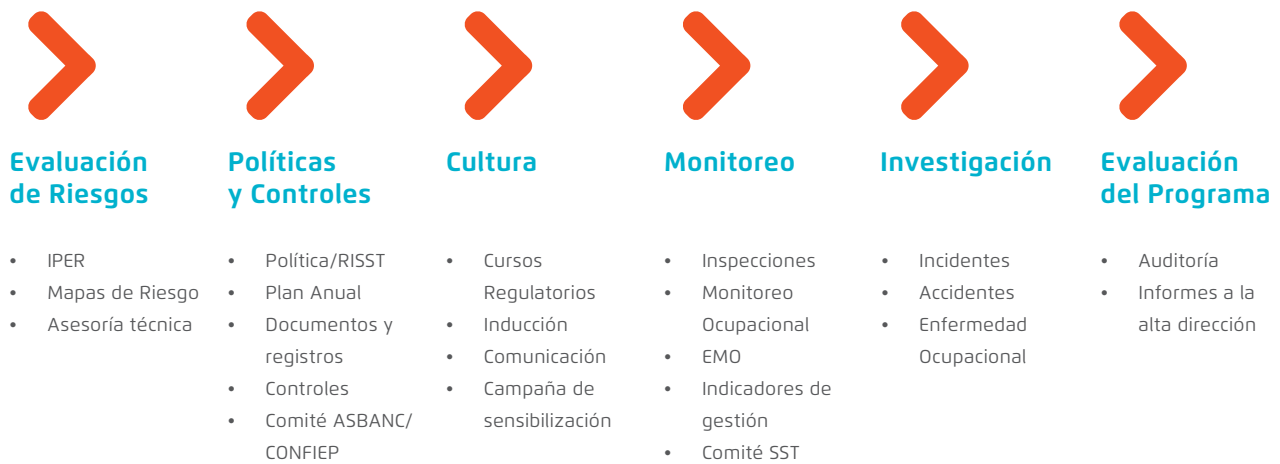 Evaluación
de Riesgos
• IPER
• Mapas de Riesgo
• Asesoría técnica
Políticas
y Controles
• Política/RISST
• Plan Anual
• Documentos y
registros
• Controles
• Comité ASBANC/
CONFIEP
Cultura
• Cursos
Regulatorios
• Inducción
• Comunicación
• Campaña de
sensibilización
Monitoreo
• Inspecciones
• Monitoreo
Ocupacional
• EMO
• Indicadores de
gestión
• Comité SST
Investigación
• Incidentes
• Accidentes
• Enfermedad
Ocupacional
Evaluación
del Programa
• Auditoría
• Informes a la
alta dirección